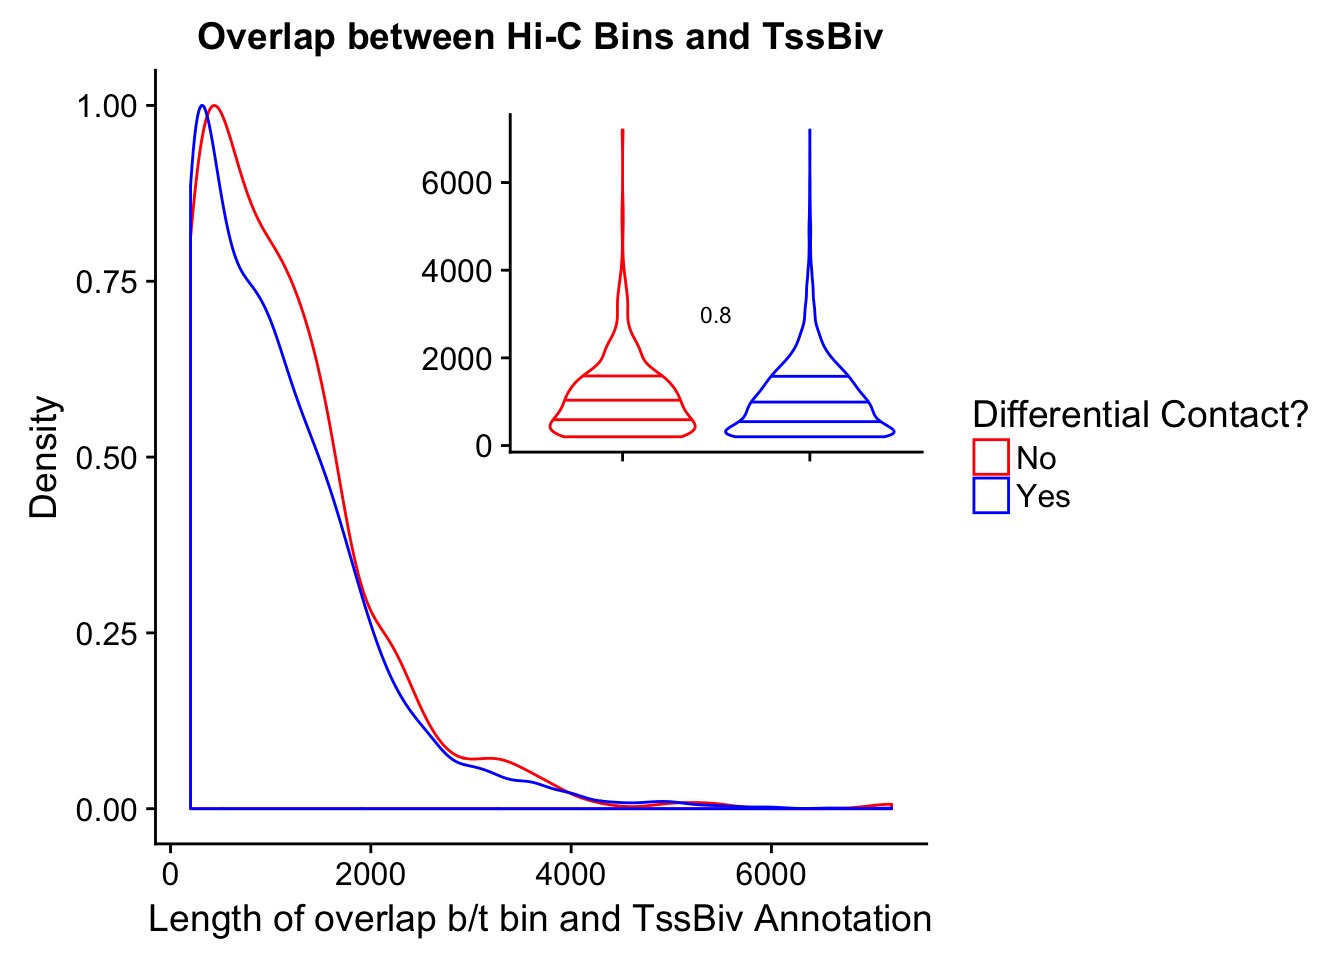 Overlap between Hi-C Bins and TssBiv
1.00
0.75
0.50
0.25
0.00
Density
0
2000
4000
6000
Length of overlap b/t bin and TssBiv Annotation
6000
4000
2000
0
0.8
Differential Contact?
No
Yes